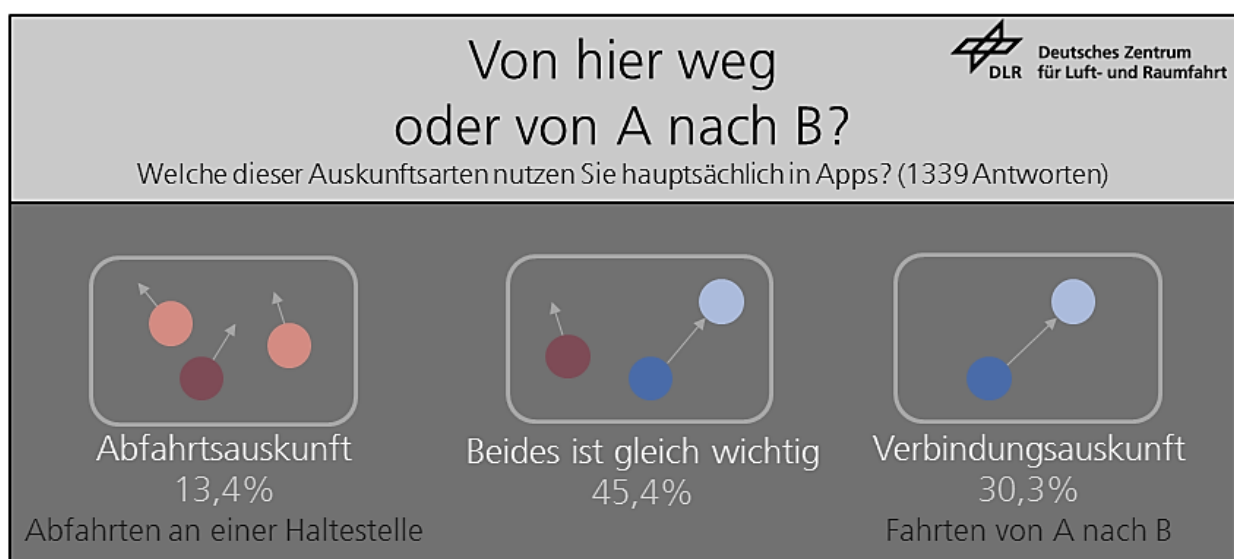 Von hier weg
oder von A nach B?
DLR
Deutsches Zentrum
für Luft- und Raumfahrt
Welche dieser Auskunftsarten nutzen Sie hauptsächlich in Apps? (1339 Antworten)
Abfahrtsauskunft
13,4%
Abfahrten an einer Haltestelle
Beides ist gleich wichtig
45,4%
Verbindungsauskunft
30,3%
Fahrten von A nach B